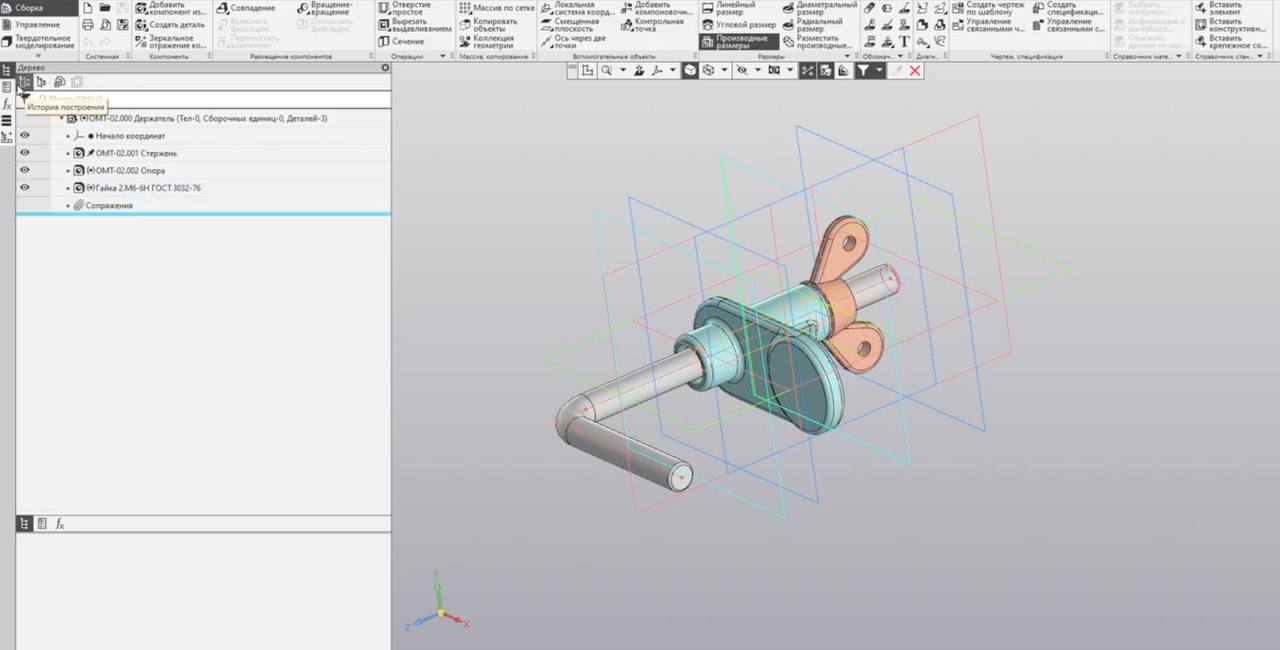 Сборка
Управление
Твердотельное моделирование
Системная
Добавить компонент из...
Создать деталь
Зеркальное отражение ко...
Компоненты
Совпадение
Включить фиксацию
Переместить компонент
Вращение-вращение
Отключить фиксацию
Размещение компонентов
Отверстие простое
Вырезать выдавливанием
Сечение
Операции
Массив по сетке
Копировать объекты
Коллекция геометрии
Массив, копирование
Локальная система коорд...
Смещенная плоскость
Ось через две точки
Добавить компоновочн...
Контрольная точка
Вспомогательные объекты
Линейный размер
Угловой размер
Производные размеры
Диаметральный размер
Радиальный размер
Разместить производные...
Размеры
Обознач...
Диагн...
Создать чертеж по шаблону
Управление связанными ч...
Создать спецификаци...
Управление связанными...
Чертеж, спецификация
Выбрать материал...
Информация о материал...
Обновить данные по мат...
Справочник мате...
Вставить элемент
Вставить конструктивн...
Вставить крепежное со...
Справочник стан...
Дерево
История построения
(+)ОМТ-02.000 Держатель (Тел-0, Сборочных единиц-0, Деталей-3)
Начало координат
ОМТ-02.001 Стержень
(+)ОМТ-02.002 Опора
(+)Гайка 2.М6-6Н ГОСТ 3032-76
Сопряжения
fx
Y
Z
X